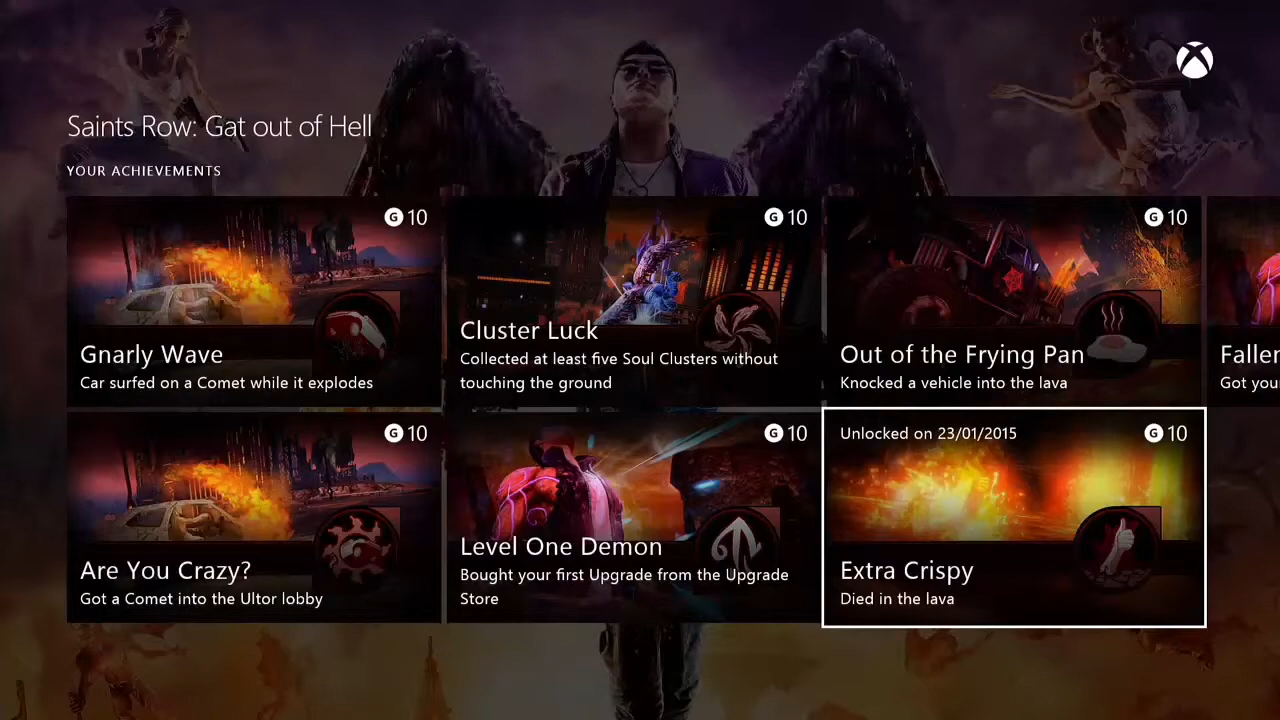 Saints Row: Gat out of Hell
YOUR ACHIEVEMENTS
G 10
Gnarly Wave
Car surfed on a Comet while it explodes
G 10
Cluster Luck
Collected at least five Soul Clusters without
touching the ground
G 10
Out of the Frying Pan
Knocked a vehicle into the lava
Fallen
Got you
G 10
Are You Crazy?
Got a Comet into the Ultor lobby
G 10
Level One Demon
Bought your first Upgrade from the Upgrade
Store
Unlocked on 23/01/2015
G 10
Extra Crispy
Died in the lava